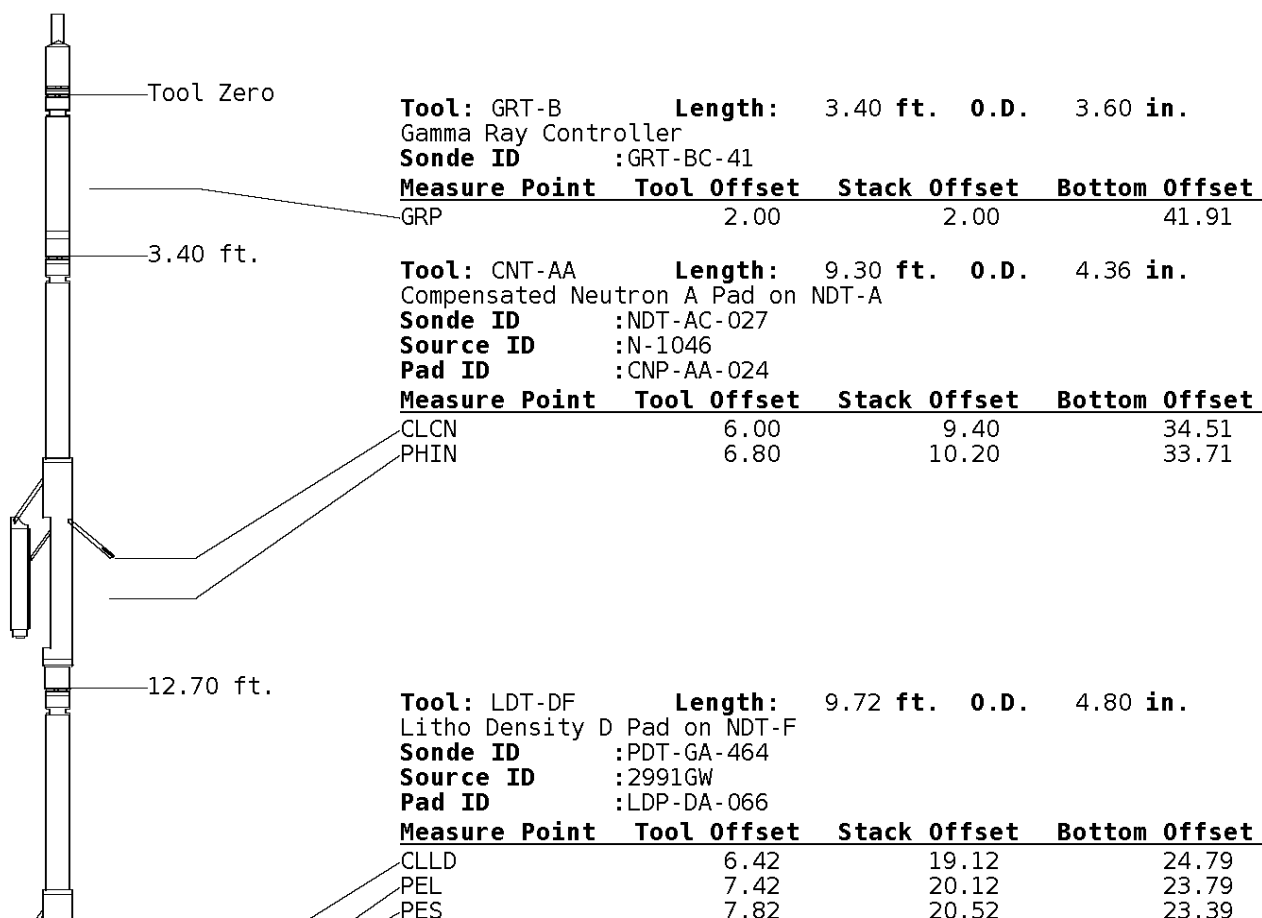 Tool Zero
Tool: GRT-B Length: 3.40 ft. O.D. 3.60 in.
Gamma Ray Controller
Sonde ID :GRT-BC-41
Measure Point Tool Offset Stack Offset Bottom Offset
GRP 2.00 2.00 41.91
3.40 ft.
Tool: CNT-AA Length: 9.30 ft. O.D. 4.36 in.
Compensated Neutron A Pad on NDT-A
Sonde ID :NDT-AC-027
Source ID :N-1046
Pad ID :CNP-AA-024
Measure Point Tool Offset Stack Offset Bottom Offset
CLCN 6.00 9.40 34.51
PHIN 6.80 10.20 33.71
12.70 ft.
Tool: LDT-DF Length: 9.72 ft. O.D. 4.80 in.
Litho Density D Pad on NDT-F
Sonde ID :PDT-GA-464
Source ID :2991GW
Pad ID :LDP-DA-066
Measure Point Tool Offset Stack Offset Bottom Offset
CLLD 6.42 19.12 24.79
PEL 7.42 20.12 23.79
PES 7.82 20.52 23.39